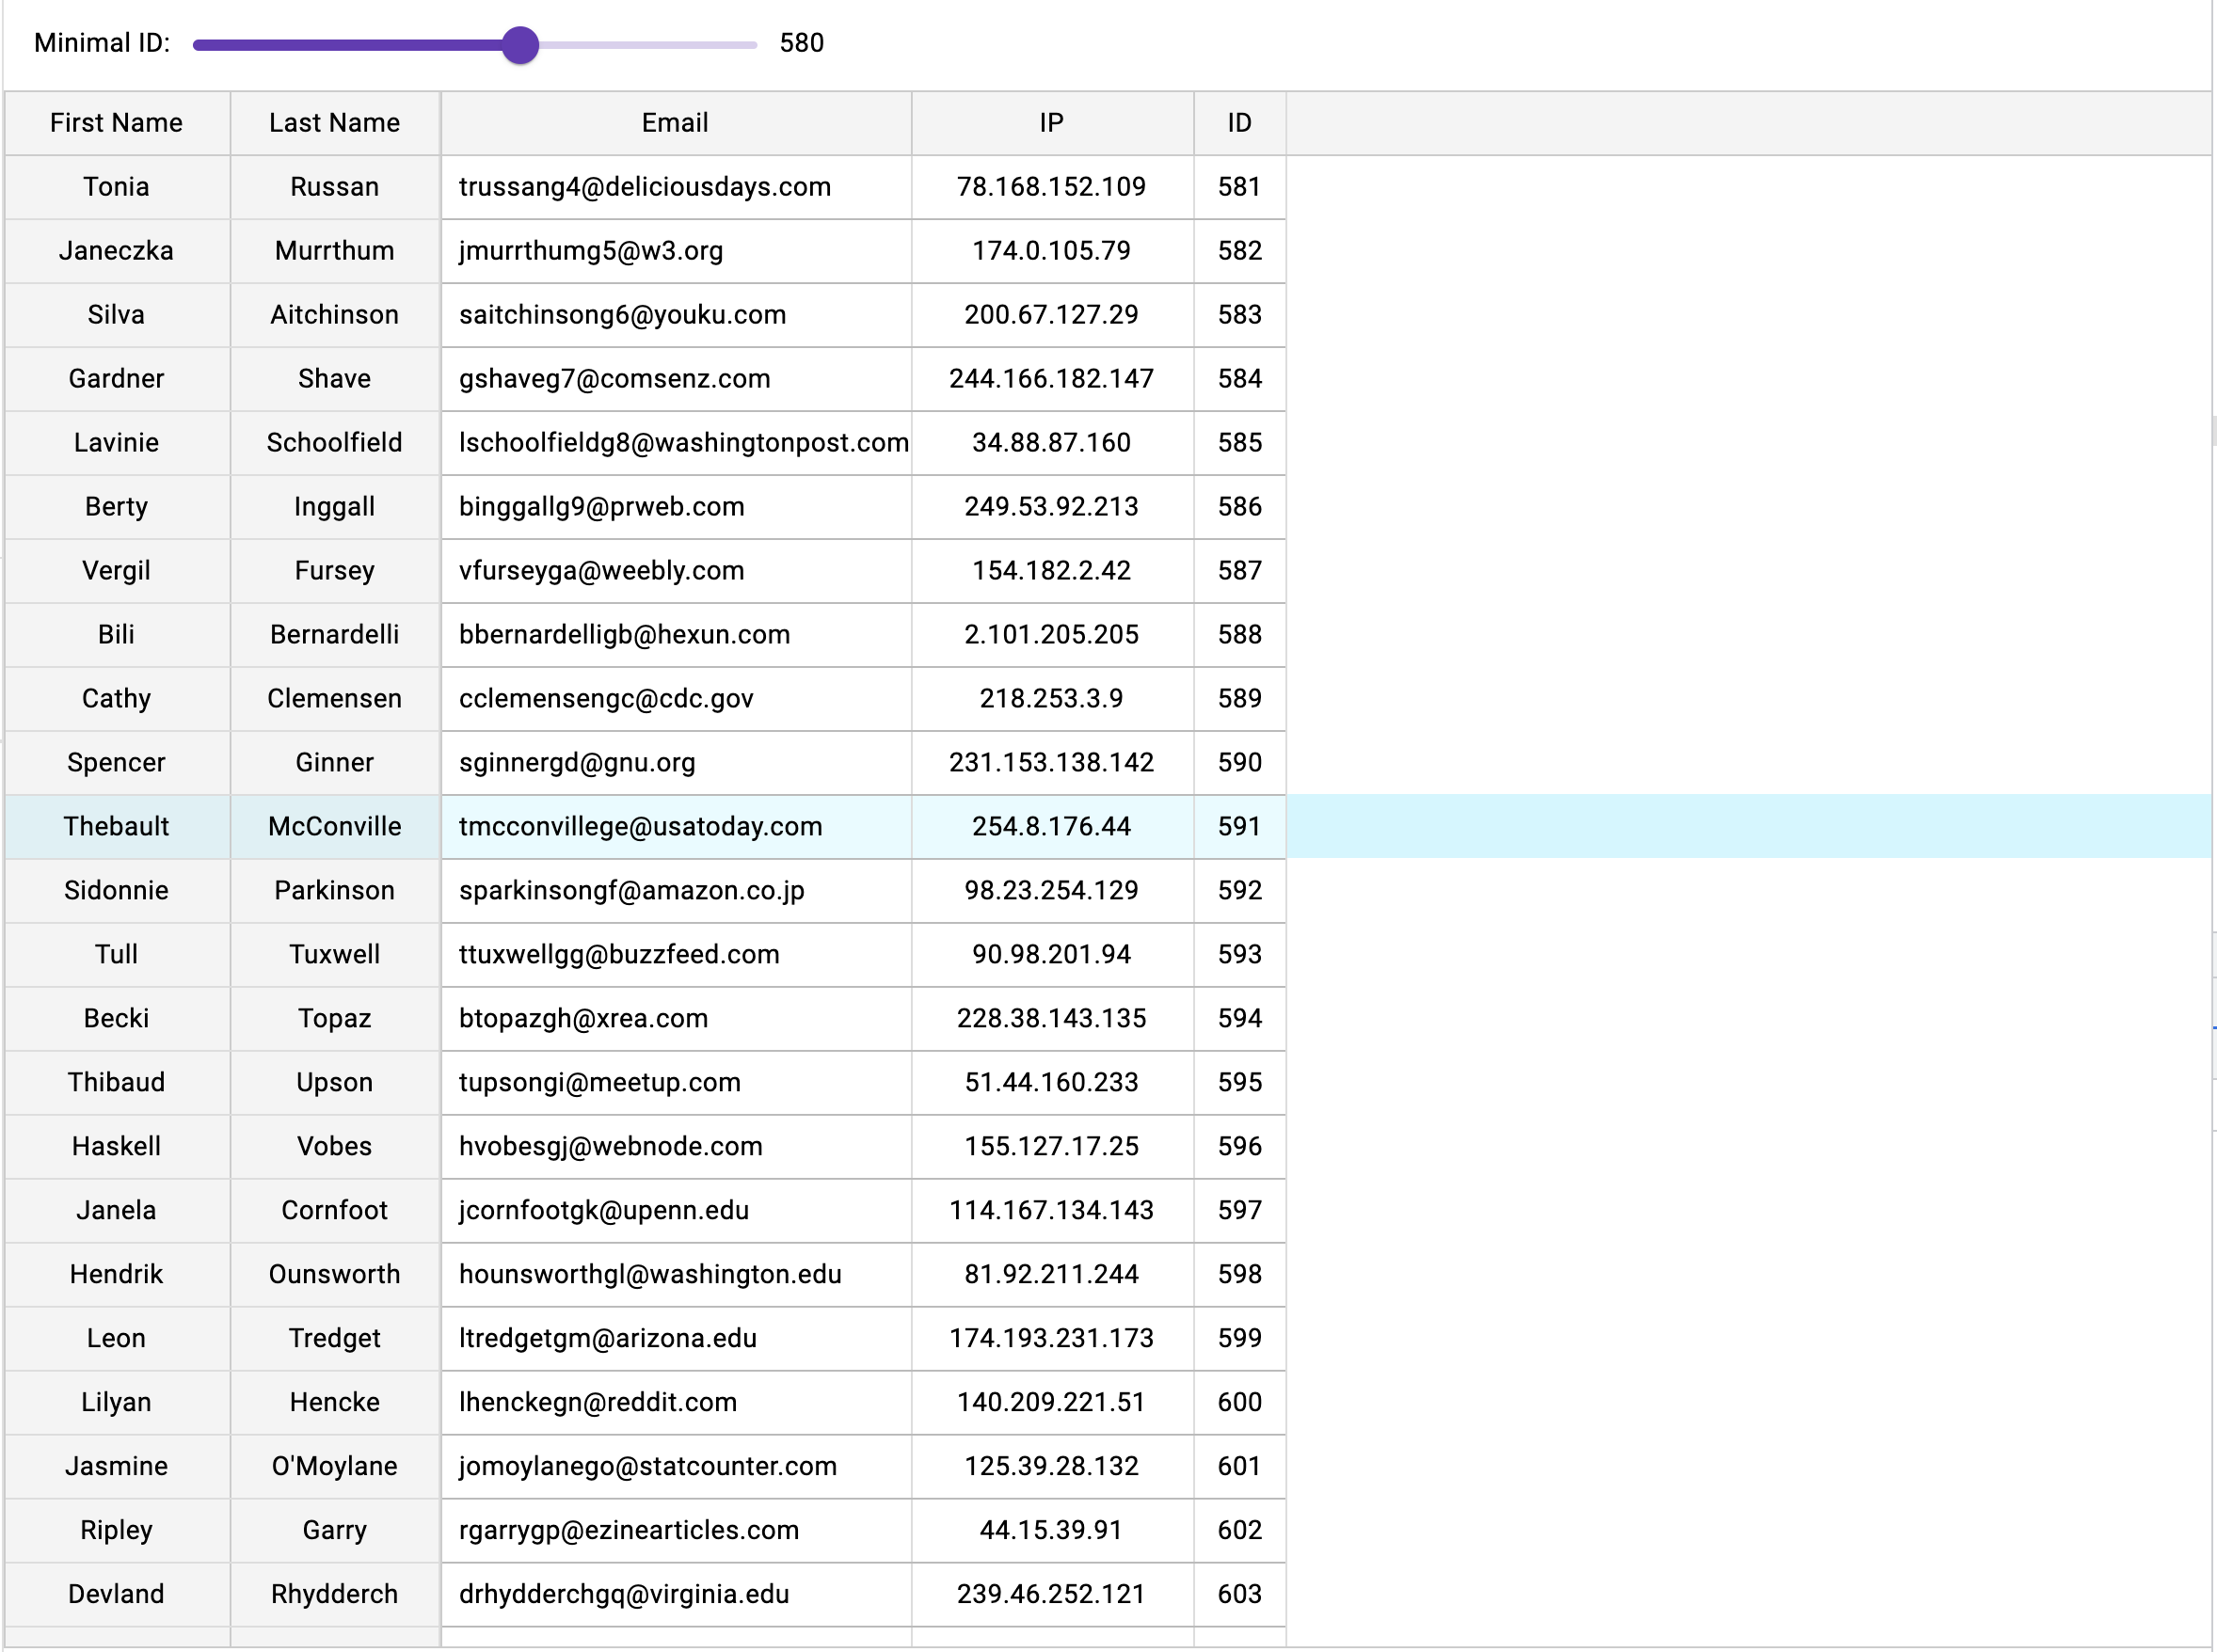 Minimal ID: 580
First Name Last Name Email IP ID
Tonia Russan trussang4@deliciousdays.com 78.168.152.109 581
Janeczka Murrthum jmurrthumg5@w3.org 174.0.105.79 582
Silva Aitchinson saitchinsong6@youku.com 200.67.127.29 583
Gardner Shave gshaveg7@comsenz.com 244.166.182.147 584
Lavinie Schoolfield lschoolfieldg8@washingtonpost.com 34.88.87.160 585
Berty Inggall binggallg9@prweb.com 249.53.92.213 586
Vergil Fursey vfurseyga@weebly.com 154.182.2.42 587
Bili Bernardelli bbernardelligb@hexun.com 2.101.205.205 588
Cathy Clemensen cclemensengc@cdc.gov 218.253.3.9 589
Spencer Ginner sginnergd@gnu.org 231.153.138.142 590
Thebault McConville tmcconvillege@usatoday.com 254.8.176.44 591
Sidonnie Parkinson sparkinsongf@amazon.co.jp 98.23.254.129 592
Tull Tuxwell ttuxwellgg@buzzfeed.com 90.98.201.94 593
Becki Topaz btopazgh@xrea.com 228.38.143.135 594
Thibaud Upson tupsongi@meetup.com 51.44.160.233 595
Haskell Vobes hvobesgj@webnode.com 155.127.17.25 596
Janela Cornfoot jcornfootgk@upenn.edu 114.167.134.143 597
Hendrik Ounsworth hounsworthgl@washington.edu 81.92.211.244 598
Leon Tredget ltredgetgm@arizona.edu 174.193.231.173 599
Lilyan Hencke lhenckegn@reddit.com 140.209.221.51 600
Jasmine O'Moylane jomoylanego@statcounter.com 125.39.28.132 601
Ripley Garry rgarrygp@ezinearticles.com 44.15.39.91 602
Devland Rhydderch drhydderchgq@virginia.edu 239.46.252.121 603